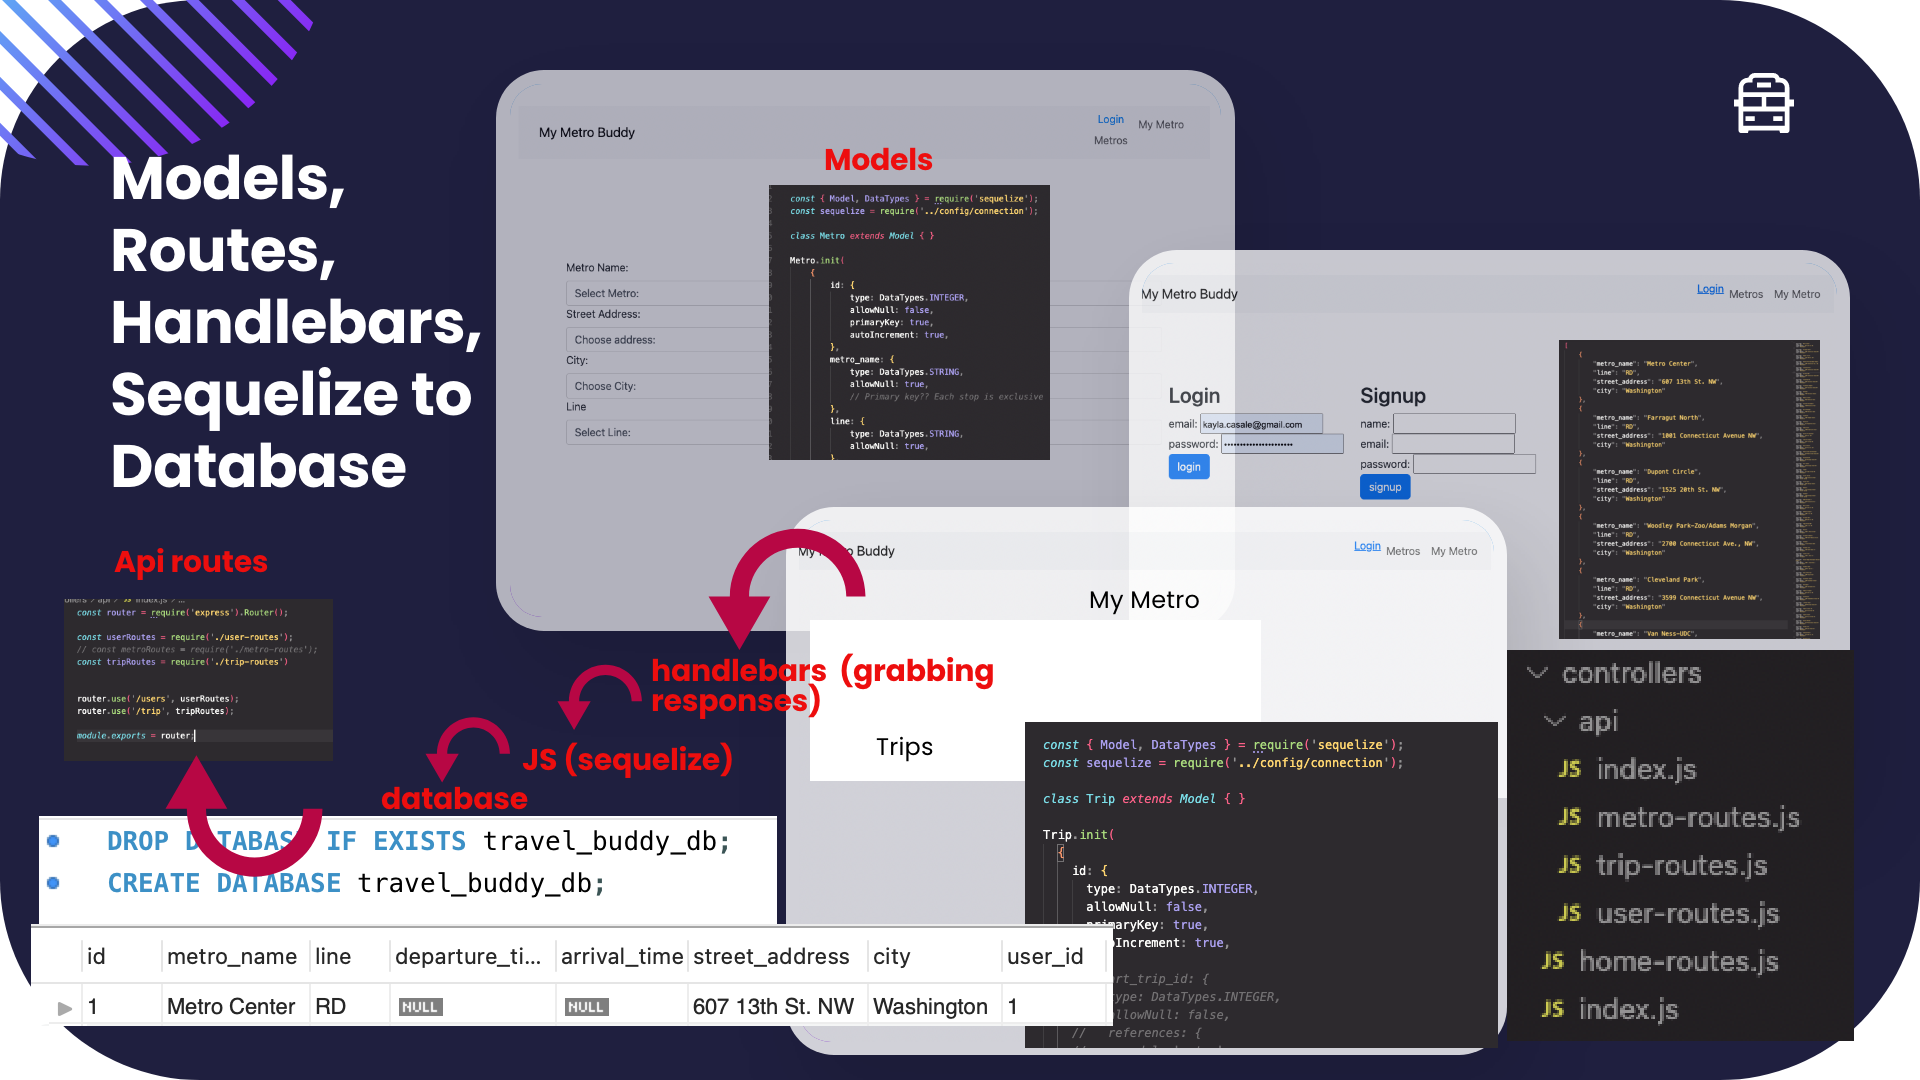 Models,
Routes,
Handlebars,
Sequelize to
Database
My Metro Buddy
Login
My Metro
Metros
Models
Metro Name:
Select Metro:
Street Address:
Choose address:
City:
Choose City:
Line
Select Line:
const { Model, DataTypes } = require('sequelize');
const sequelize = require('../config/connection');
class Metro extends Model { }
Metro.init(
{
id: {
type: DataTypes.INTEGER,
allowNull: false,
primaryKey: true,
autoIncrement: true,
},
metro_name: {
type: DataTypes.STRING,
allowNull: true,
// Primary key?? Each stop is exclusive
},
line: {
type: DataTypes.STRING,
allowNull: true,
My Metro Buddy
Login Metros My Metro
Login
email: kayla.casale@gmail.com
password:
login
Signup
name:
email:
password:
signup
{
"metro_name": "Metro Center",
"line": "RD",
"street_address": "607 13th St. NW",
"city": "Washington"
},
{
"metro_name": "Farragut North",
"line": "RD",
"street_address": "1001 Connecticut Avenue NW",
"city": "Washington"
},
{
"metro_name": "Dupont Circle",
"line": "RD",
"street_address": "1525 20th St. NW",
"city": "Washington"
},
{
"metro_name": "Woodley Park-Zoo/Adams Morgan",
"line": "RD",
"street_address": "2700 Connecticut Ave., NW",
"city": "Washington"
},
{
"metro_name": "Cleveland Park",
"line": "RD",
"street_address": "3599 Connecticut Avenue NW",
"city": "Washington"
},
{
"metro_name": "Van Ness-UDC",
Api routes
const router = require('express').Router();
const userRoutes = require('./user-routes');
// const metroRoutes = require('./metro-routes');
const tripRoutes = require('./trip-routes')
router.use('/users', userRoutes);
router.use('/trip', tripRoutes);
module.exports = router;
My Metro Buddy
Login Metros My Metro
My Metro
handlebars (grabbing
responses)
JS (sequelize)
database
Trips
const { Model, DataTypes } = require('sequelize');
const sequelize = require('../config/connection');
class Trip extends Model { }
Trip.init(
{
id: {
type: DataTypes.INTEGER,
allowNull: false,
primaryKey: true,
Increment: true,
rt_trip_id: {
type: DataTypes.INTEGER,
allowNull: false,
// references: {
controllers
api
JS index.js
JS metro-routes.js
JS trip-routes.js
JS user-routes.js
JS home-routes.js
JS index.js
DROP DATABASE IF EXISTS travel_buddy_db;
CREATE DATABASE travel_buddy_db;
id metro_name line departure_ti... arrival_time street_address city user_id
1 Metro Center RD NULL NULL 607 13th St. NW Washington 1